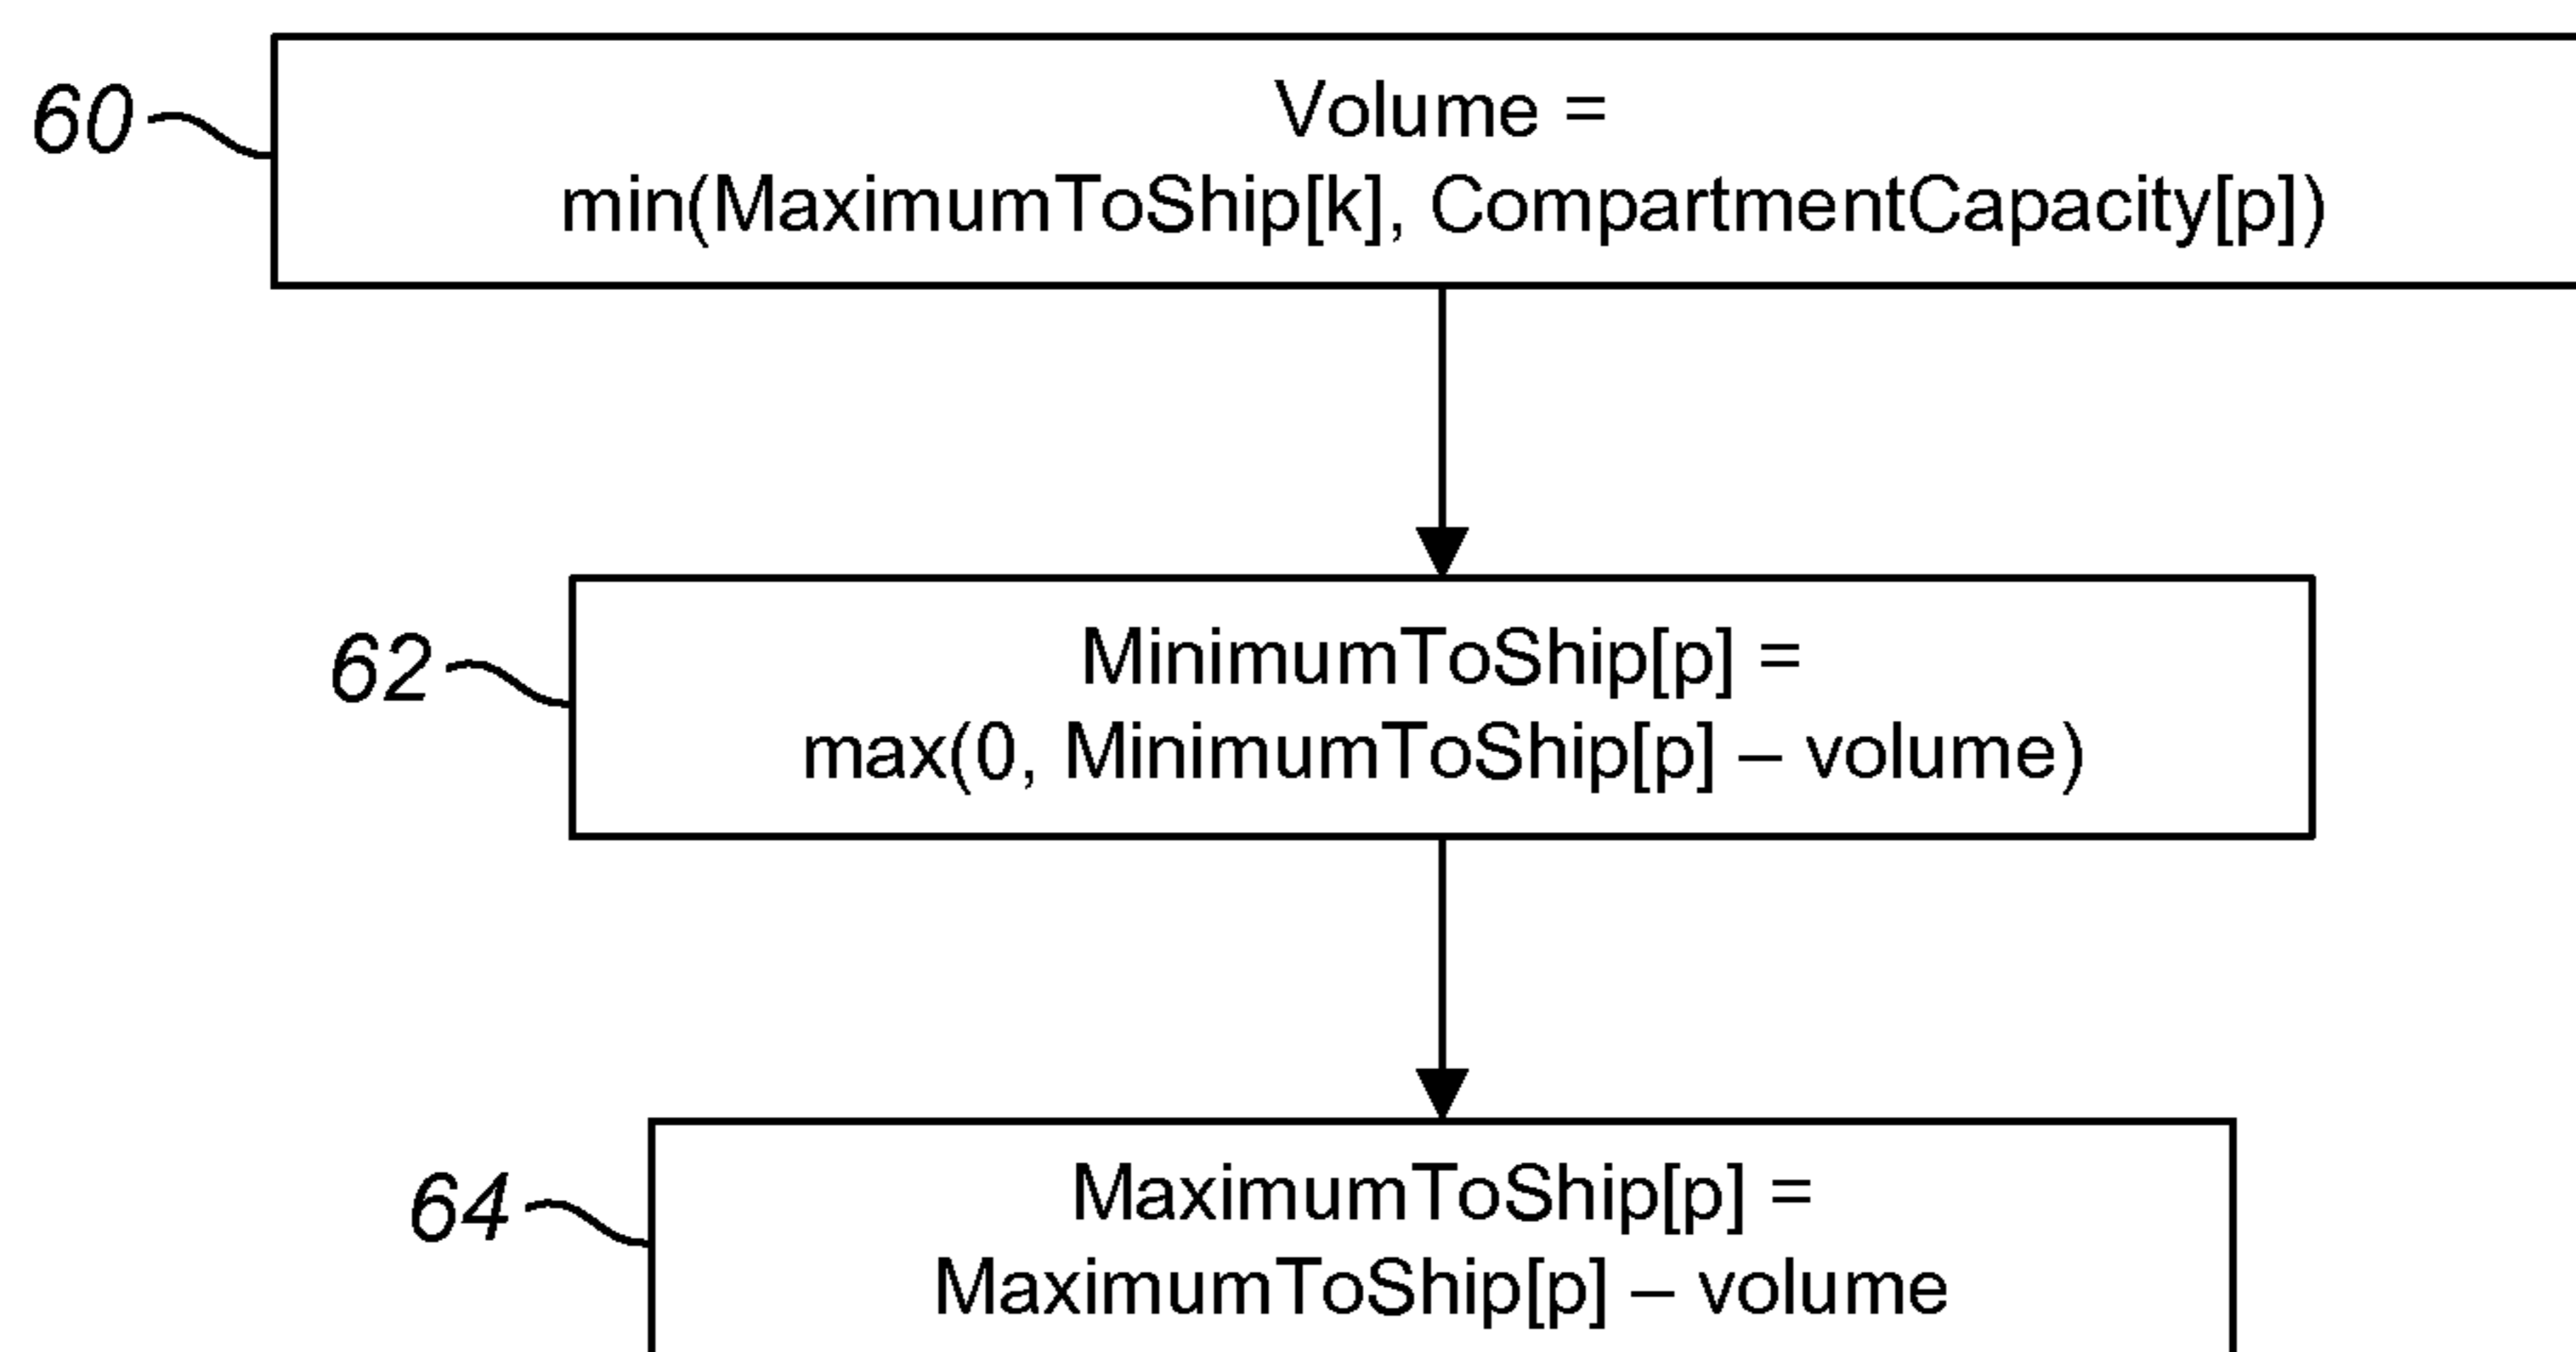 60
Volume =
min(MaximumToShip[k], CompartmentCapacity[p])
62
MinimumToShip[p] =
max(0, MinimumToShip[p] – volume)
64
MaximumToShip[p] =
MaximumToShip[p] – volume